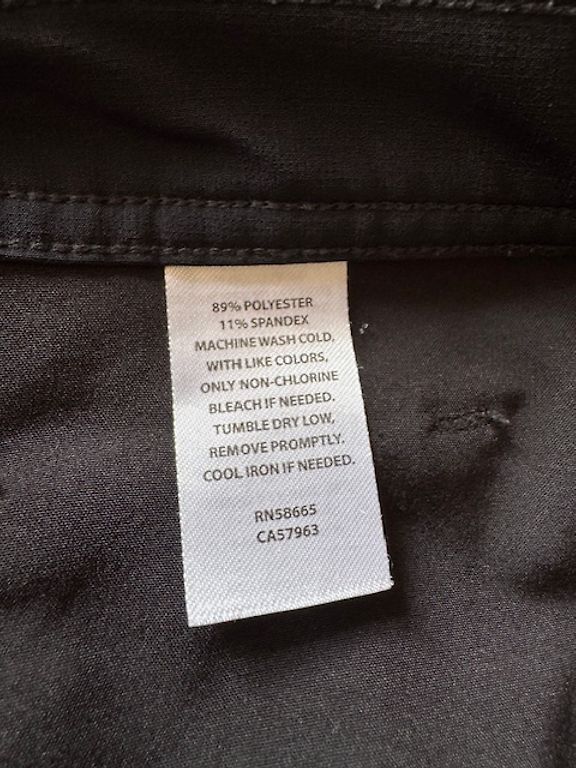 89% POLYESTER
11% SPANDEX
MACHINE WASH COLD,
WITH LIKE COLORS,
ONLY NON-CHLORINE
BLEACH IF NEEDED.
TUMBLE DRY LOW,
REMOVE PROMPTLY.
COOL IRON IF NEEDED.
RN58665
CA57963